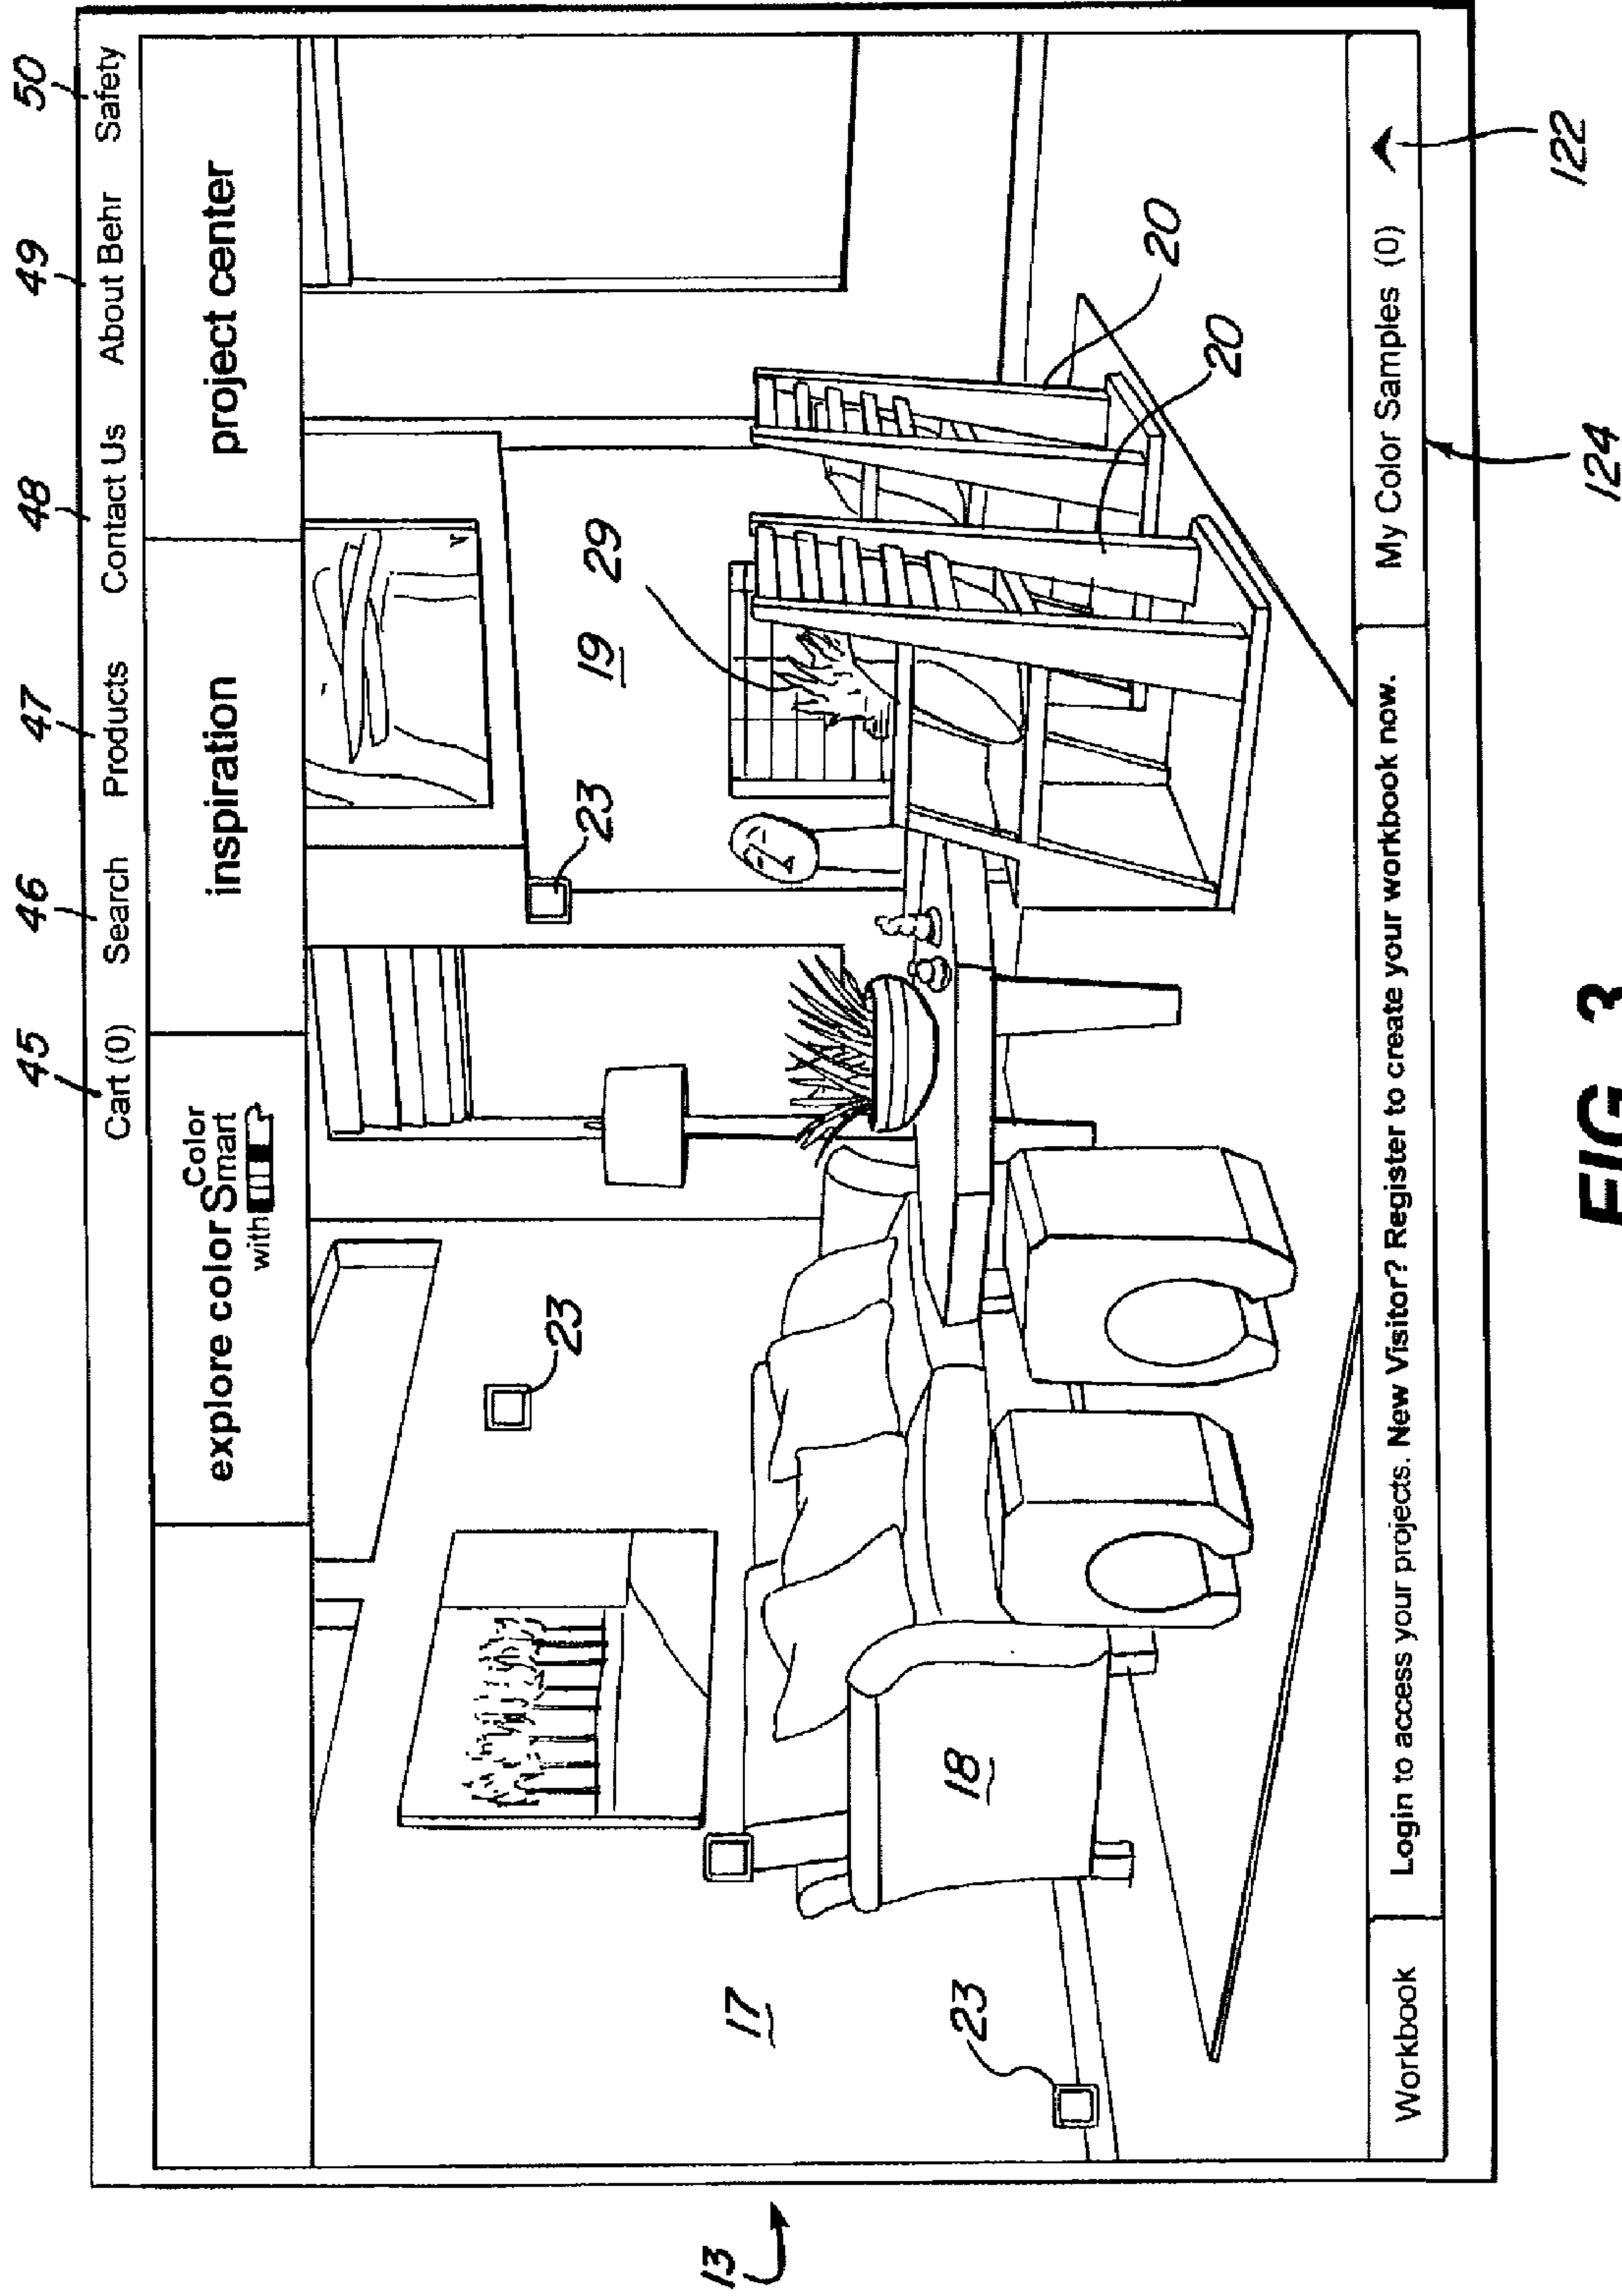 45 46 47 48 49 50
Cart (0) Search Products Contact Us About Behr Safety
explore color
Color
Smart
with
inspiration
project center
23
23
29
19
20
20
17
18
23
13
Workbook
Login to access your projects. New Visitor? Register to create your workbook now.
My Color Samples (0)
124
122
FIG. 3